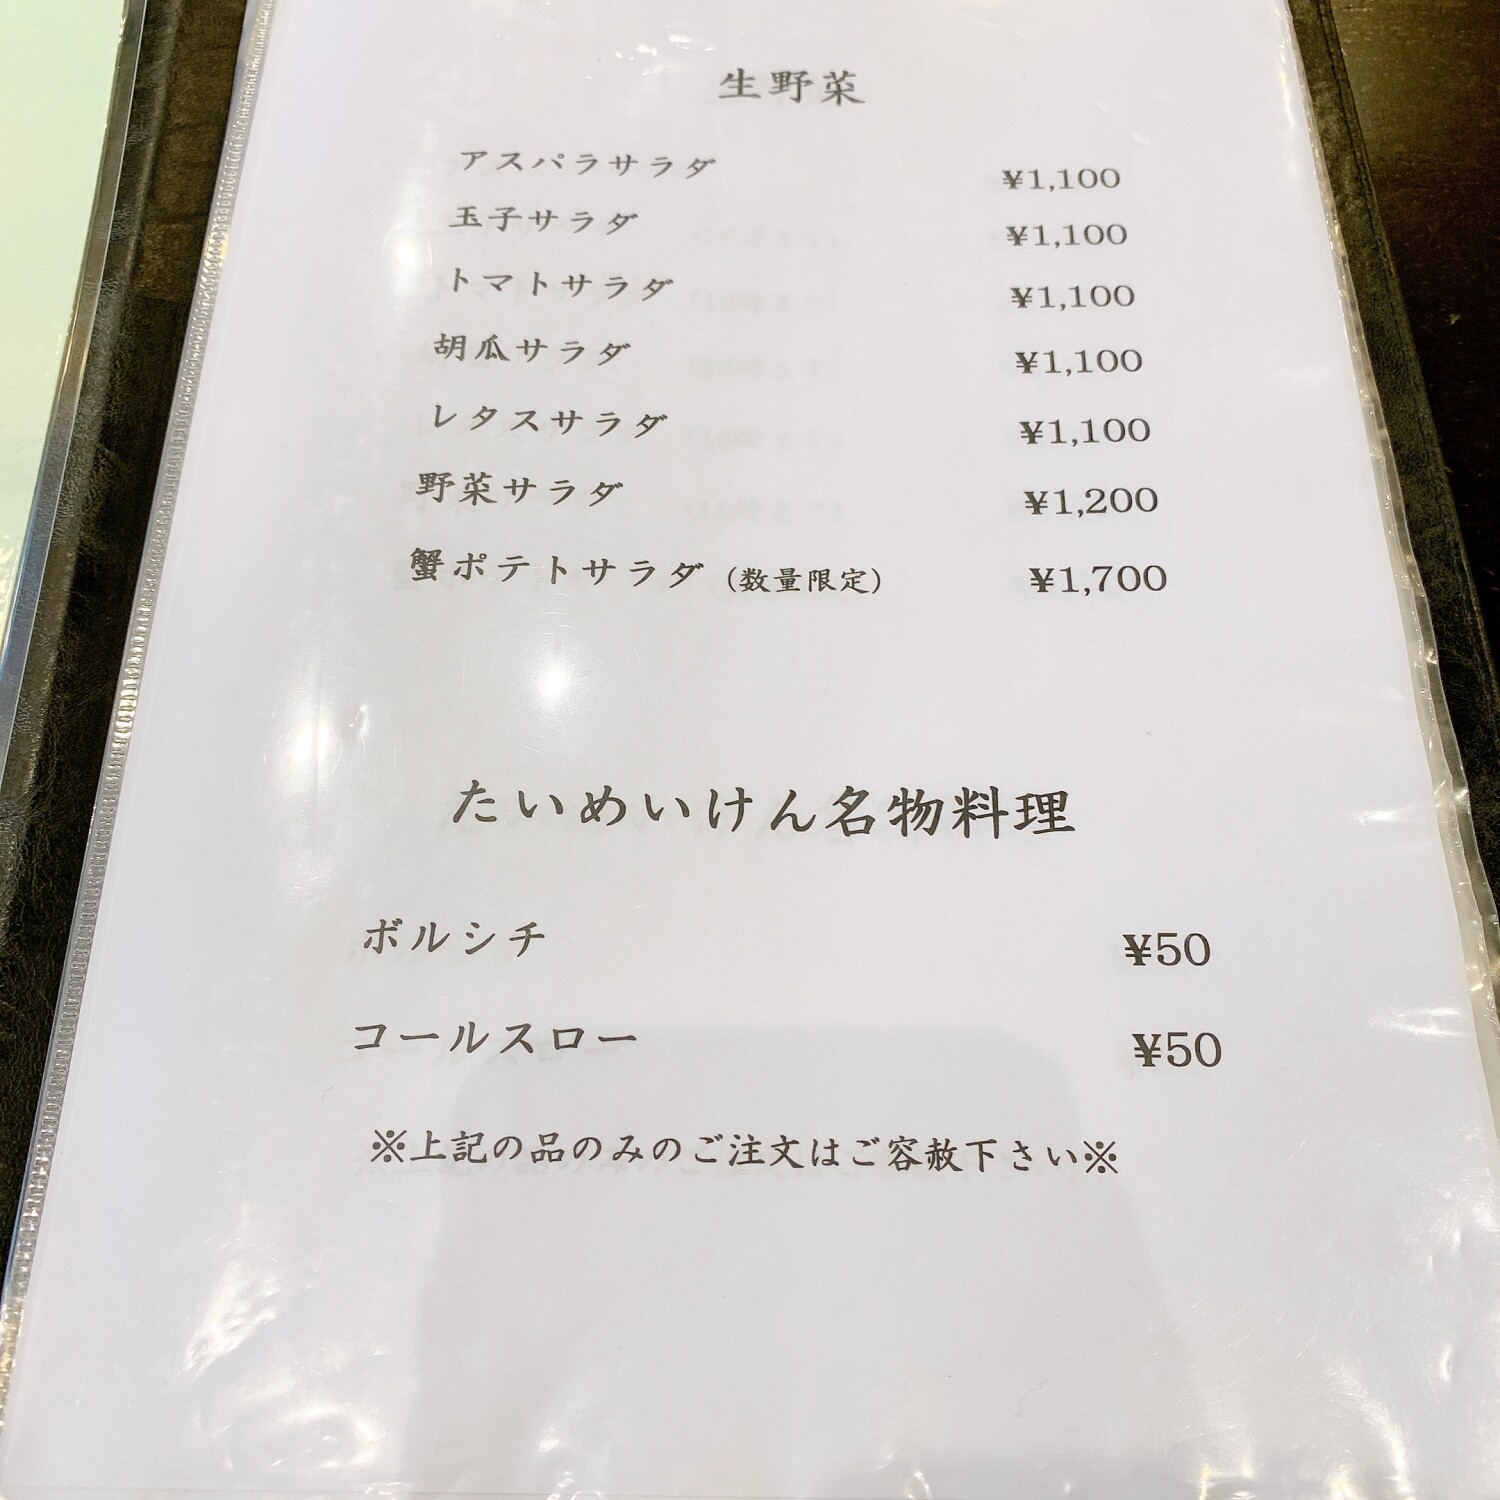 生野菜
アスパラサラダ ¥1,100
玉子サラダ ¥1,100
トマトサラダ ¥1,100
胡瓜サラダ ¥1,100
レタスサラダ ¥1,100
野菜サラダ ¥1,200
蟹ポテトサラダ (数量限定) ¥1,700
たいめいけん名物料理
ボルシチ ¥50
コールスロー ¥50
※上記の品のみのご注文はご容赦下さい※